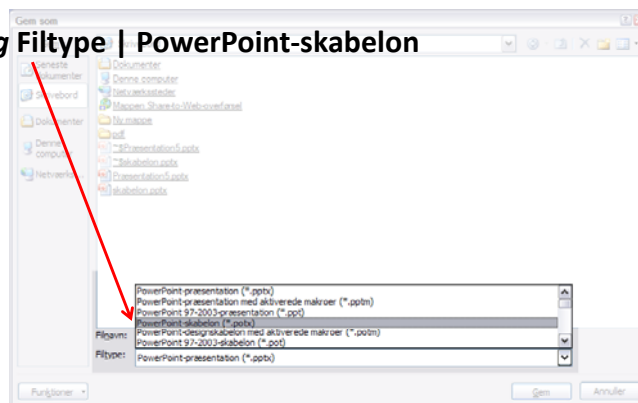 Gem som
g Filtype | PowerPoint-skabelon
Seneste dokumenter
Skrivebord
Dokumenter
Denne computer
Netværks
Dokumenter
Denne computer
Netværkssteder
Mappen Share-to-Web-overførsel
Ny mappe
pdf
~$Præsentation5.pptx
~$skabelon.pptx
Præsentation5.pptx
skabelon.pptx
PowerPoint-præsentation (*.pptx)
PowerPoint-præsentation med aktiverede makroer (*.pptm)
PowerPoint 97-2003-præsentation (*.ppt)
PowerPoint-skabelon (*.potx)
PowerPoint-designskabelon med aktiverede makroer (*.potm)
PowerPoint 97-2003-skabelon (*.pot)
Filnavn:
Filtype:
PowerPoint-præsentation (*.pptx)
Funktioner
Gem
Annuller